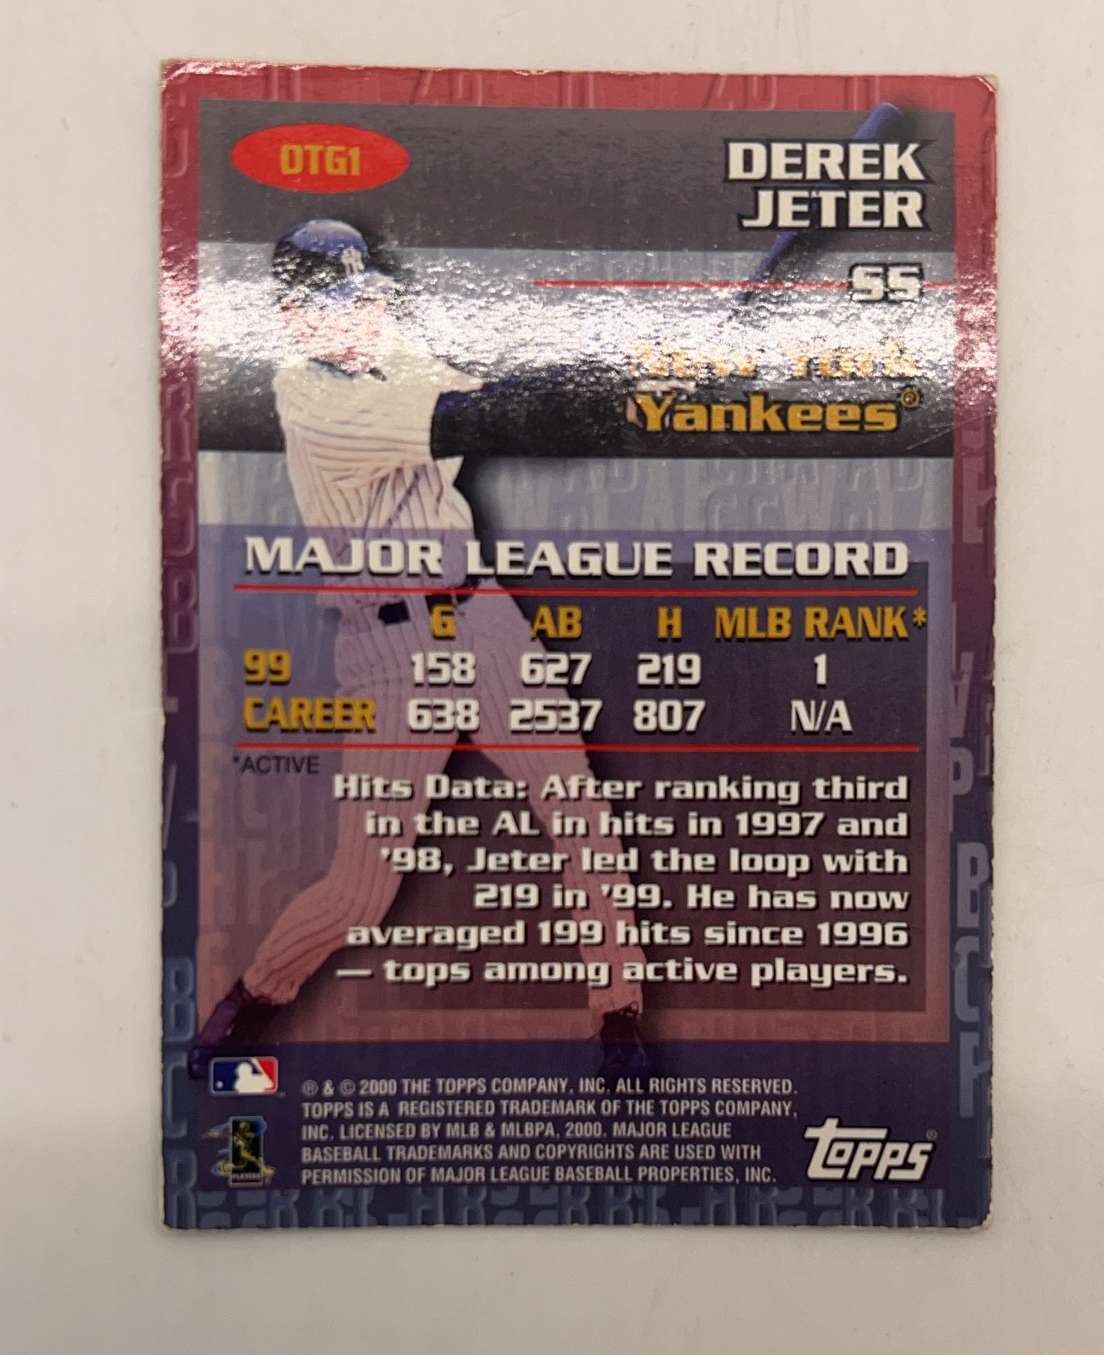 OTG1
DEREK
JETER
SS
New York
Yankees®
MAJOR LEAGUE RECORD
G AB H MLB RANK*
99 158 627 219 1
CAREER 638 2537 807 N/A
*ACTIVE
Hits Data: After ranking third
in the AL in hits in 1997 and
'98, Jeter led the loop with
219 in '99. He has now
averaged 199 hits since 1996
— tops among active players.
® & © 2000 THE TOPPS COMPANY, INC. ALL RIGHTS RESERVED.
TOPPS IS A REGISTERED TRADEMARK OF THE TOPPS COMPANY,
INC. LICENSED BY MLB & MLBPA, 2000. MAJOR LEAGUE
BASEBALL TRADEMARKS AND COPYRIGHTS ARE USED WITH
PERMISSION OF MAJOR LEAGUE BASEBALL PROPERTIES, INC.
PLAYERS
Topps®